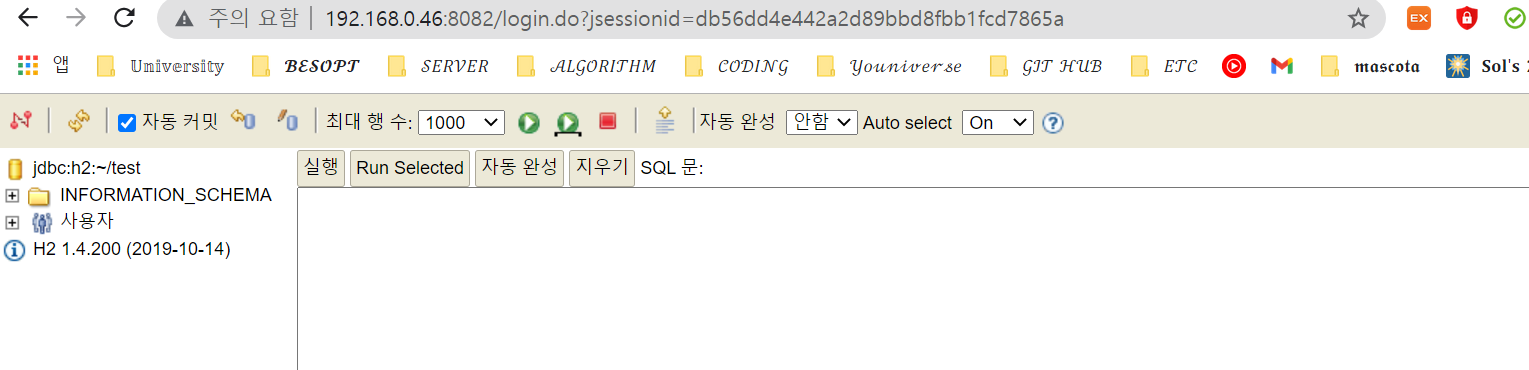 주의 요함 192.168.0.46:8082/login.do?jsessionid=db56dd4e442a2d89bbd8fbb1fcd7865a EX
앱 𝕌𝕟𝕚𝕧𝕖𝕣𝕤𝕚𝕥𝕪 𝑩𝑬𝑺𝑶𝑷𝑻 𝑆𝐸𝑅𝑉𝐸𝑅 𝒜𝐿𝒢𝒪𝑅𝐼𝒯𝐻𝑀 𝒞𝒪𝒟𝐼𝒩𝒢 𝒴𝑜𝓊𝓃𝒾𝓋𝑒𝓇𝓈𝑒 𝒢𝐼𝒯 𝐻𝒰𝐵 𝐸𝒯𝒞 𝖒𝖆𝖘𝖈𝖔𝖙𝖆 𝐒𝐨𝐥'𝐬
자동 커밋 최대 행 수: 1000 자동 완성 안함 Auto select On
jdbc:h2:~/test 실행 Run Selected 자동 완성 지우기 SQL 문:
INFORMATION_SCHEMA
사용자
H2 1.4.200 (2019-10-14)